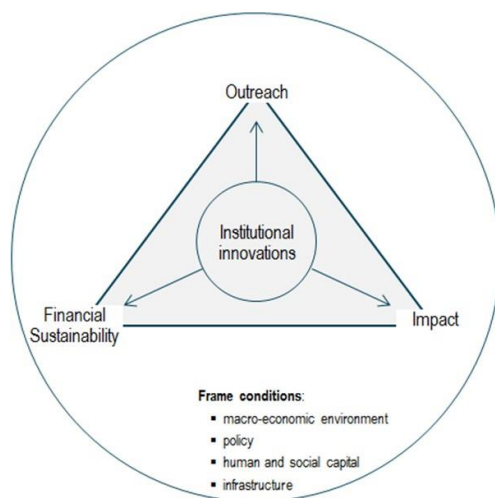 Outreach
Institutional
innovations
Financial
Sustainability
Impact
Frame conditions:
▪ macro-economic environment
▪ policy
▪ human and social capital
▪ infrastructure